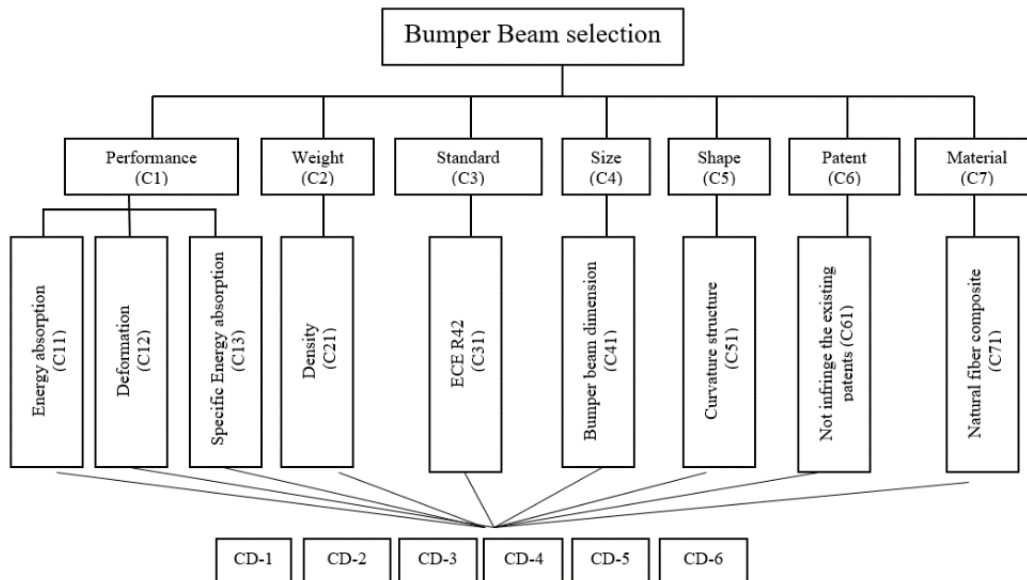 Bumper Beam selection
Performance
(C1)
Weight
(C2)
Standard
(C3)
Size
(C4)
Shape
(C5)
Patent
(C6)
Material
(C7)
Energy absorption
(C11)
Deformation
(C12)
Specific Energy absorption
(C13)
Density
(C21)
ECE R42
(C31)
Bumper beam dimension
(C41)
Curvature structure
(C51)
Not infringe the existing
patents (C61)
Natural fiber composite
(C71)
CD-1
CD-2
CD-3
CD-4
CD-5
CD-6